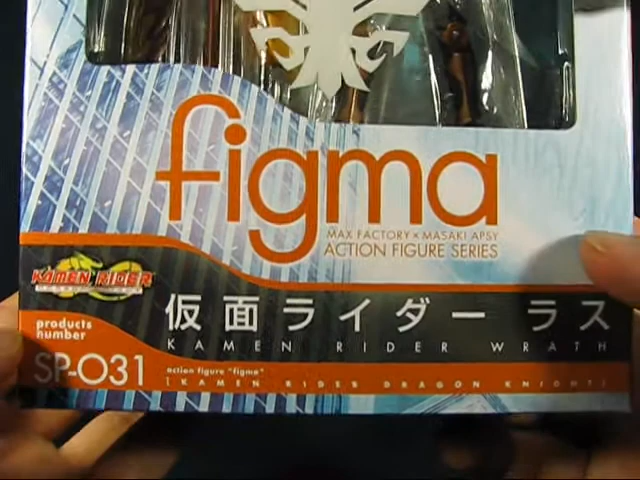 figma
MAX FACTORY × MASAKI APSY
ACTION FIGURE SERIES
KAMEN RIDER
仮面ライダー ラス
KAMEN RIDER WRATH
products
number
SP-031
action figure "figma"
[KAMEN RIDER DRAGON KNIGHT]